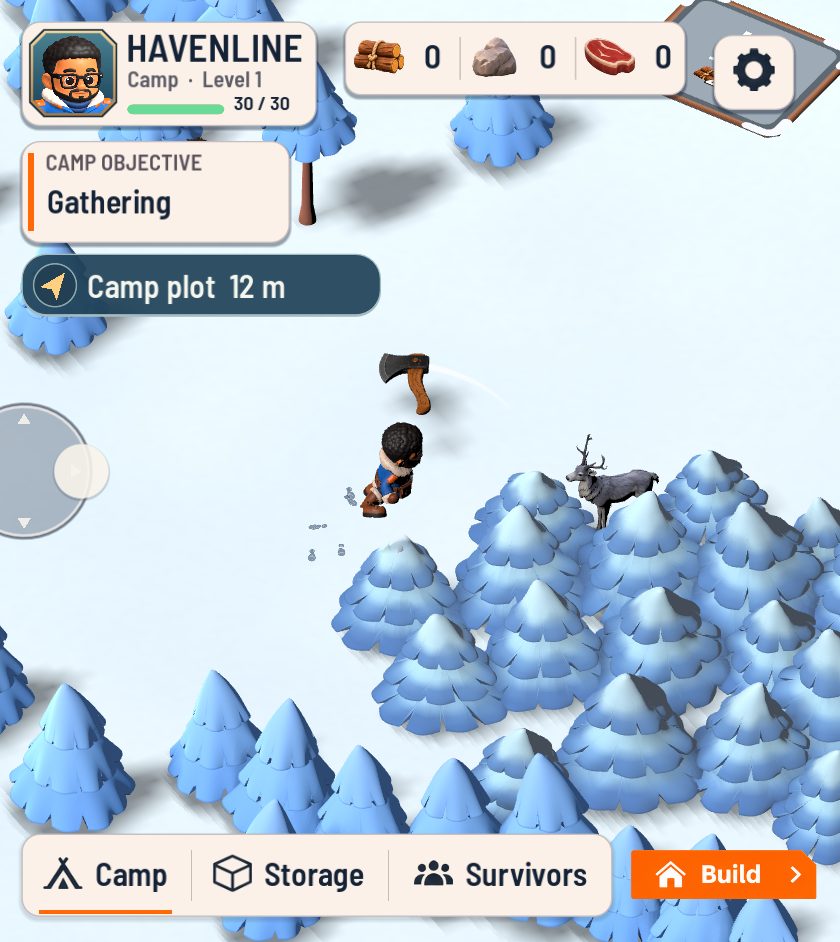 HAVENLINE
Camp · Level 1
30 / 30
0
0
0
CAMP OBJECTIVE
Gathering
Camp plot 12 m
Camp
Storage
Survivors
Build